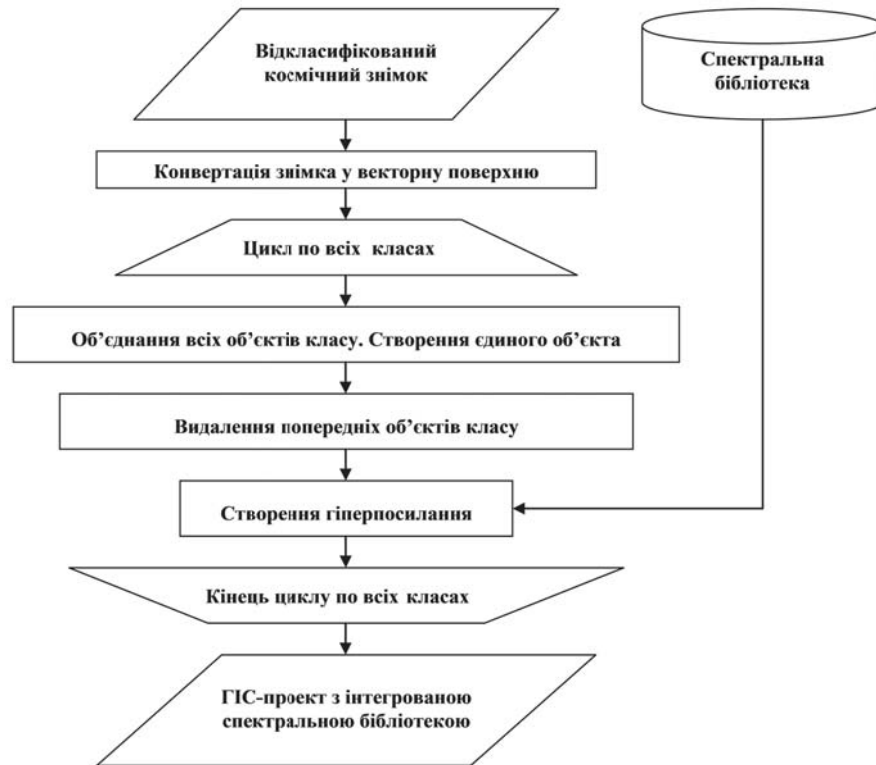 Відкласифікований
космічний знімок
Спектральна
бібліотека
Конвертація знімка у векторну поверхню
Цикл по всіх класах
Об’єднання всіх об’єктів класу. Створення єдиного об’єкта
Видалення попередніх об’єктів класу
Створення гіперпосилання
Кінець циклу по всіх класах
ГІС-проект з інтегрованою
спектральною бібліотекою